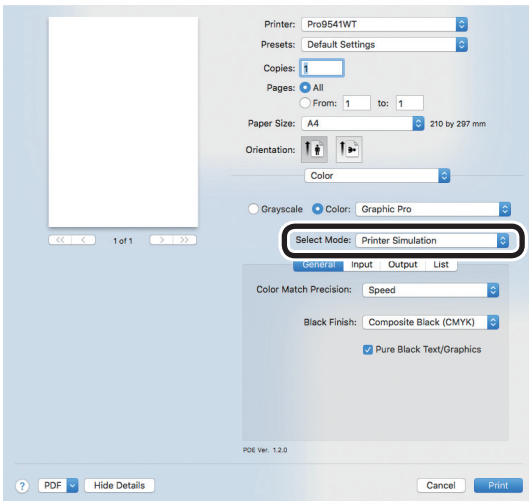 Printer: Pro9541WT
Presets: Default Settings
Copies: 1
Pages: All
From: 1 to: 1
Paper Size: A4 210 by 297 mm
Orientation:
Color
Grayscale Color: Graphic Pro
<< < 1 of 1 > >>
Select Mode: Printer Simulation
General Input Output List
Color Match Precision: Speed
Black Finish: Composite Black (CMYK)
Pure Black Text/Graphics
PDE Ver. 1.2.0
? PDF Hide Details Cancel Print